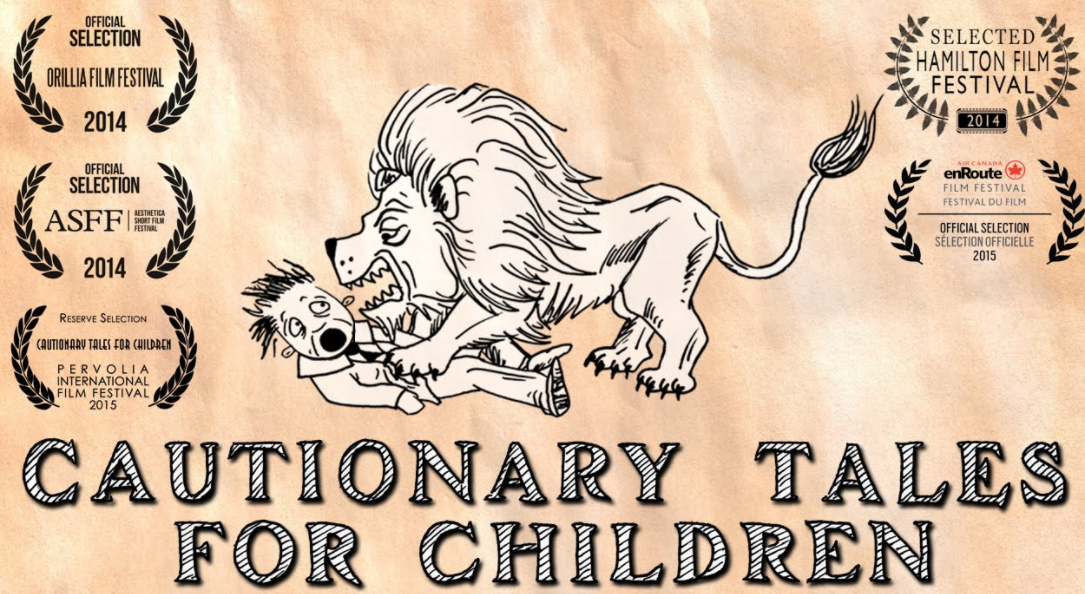 OFFICIAL
SELECTION
ORILLIA FILM FESTIVAL
2014
OFFICIAL
SELECTION
ASFF
AESTHETICA
SHORT FILM
FESTIVAL
2014
RESERVE SELECTION
CAUTIONARY TALES FOR CHILDREN
PERVOLIA
INTERNATIONAL
FILM FESTIVAL
2015
SELECTED
HAMILTON FILM
FESTIVAL
2014
AIR CANADA
enRoute
FILM FESTIVAL
FESTIVAL DU FILM
OFFICIAL SELECTION
SÉLECTION OFFICIELLE
2015
CAUTIONARY TALES
FOR CHILDREN